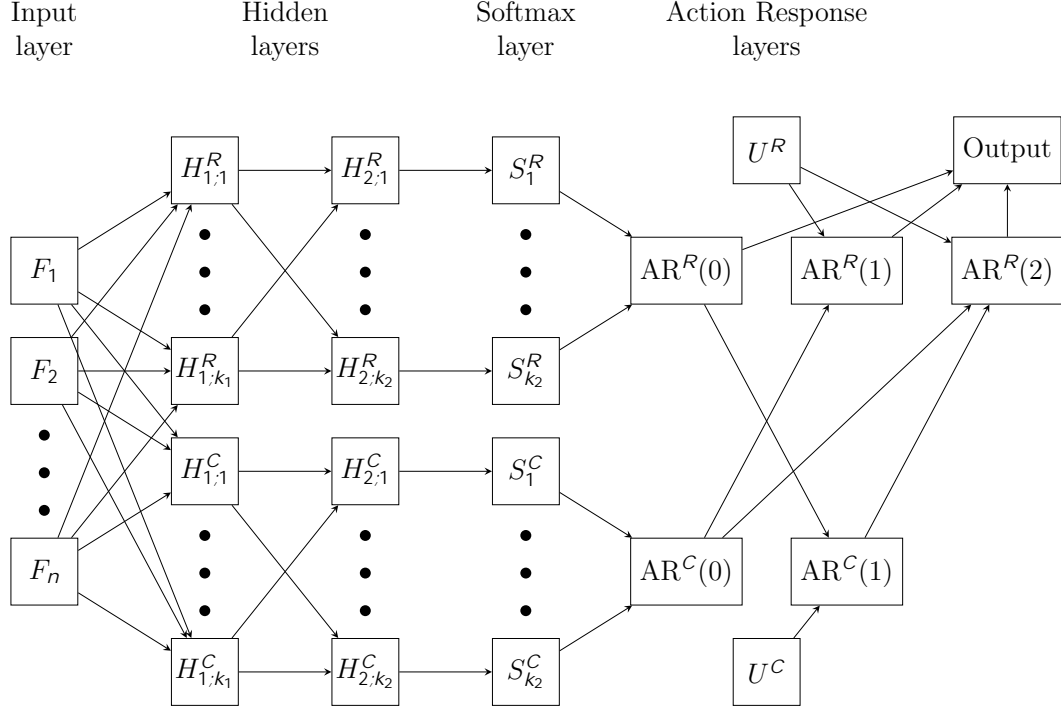 Input
layer
Hidden
layers
Softmax
layer
Action Response
layers
U^R
Output
H^R_{1;1}
H^R_{2;1}
S^R_1
F_1
AR^R(0)
AR^R(1)
AR^R(2)
F_2
H^R_{1;k_1}
H^R_{2;k_2}
S^R_{k_2}
H^C_{1;1}
H^C_{2;1}
S^C_1
F_n
AR^C(0)
AR^C(1)
H^C_{1;k_1}
H^C_{2;k_2}
S^C_{k_2}
U^C